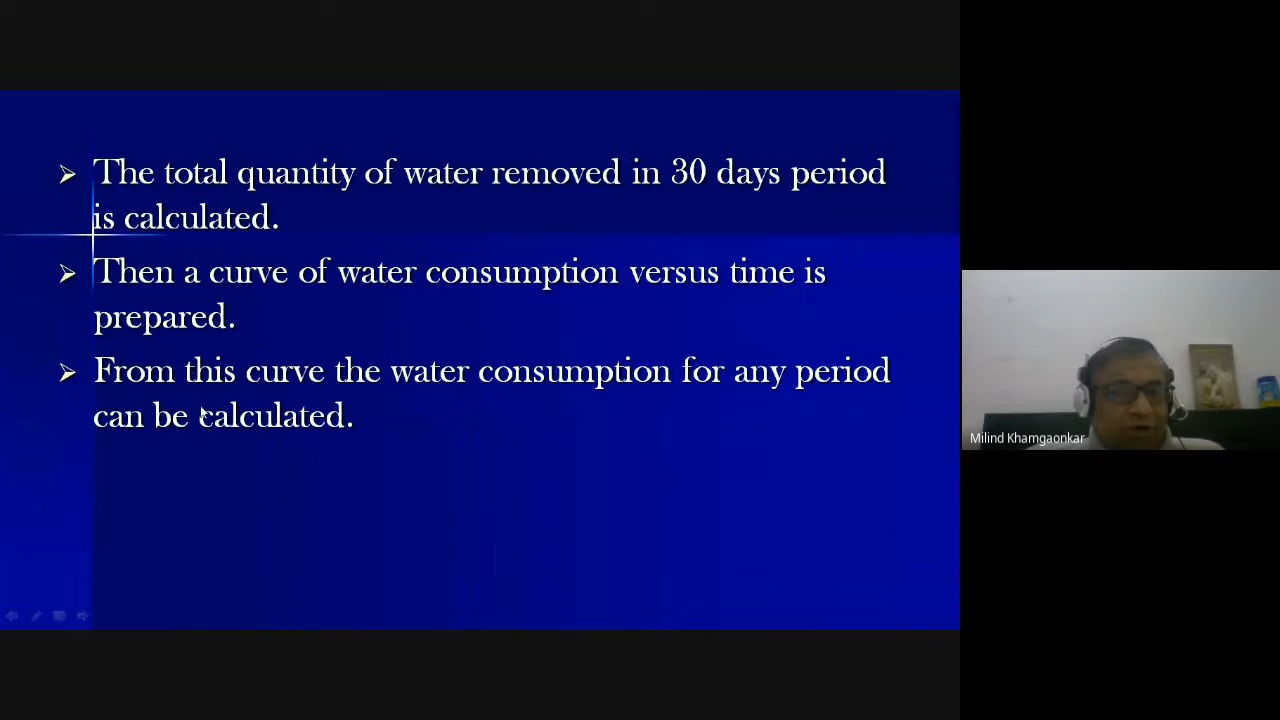 ➢ The total quantity of water removed in 30 days period
is calculated.
➢ Then a curve of water consumption versus time is
prepared.
➢ From this curve the water consumption for any period
can be calculated.
Milind Khamgaonkar